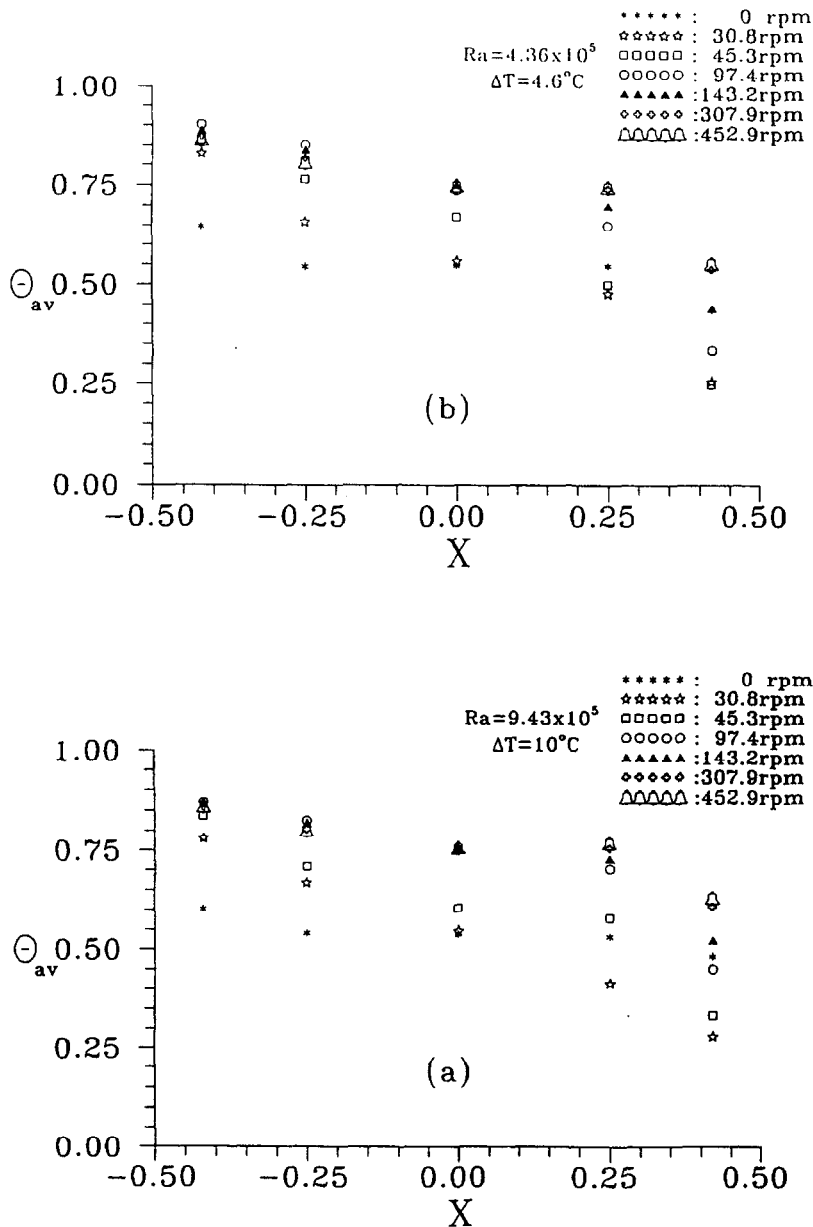 ***** : 0 rpm
☆☆☆☆ : 30.8rpm
□□□□ : 45.3rpm
○○○○ : 97.4rpm
▲▲▲▲ :143.2rpm
◇◇◇◇ :307.9rpm
:452.9rpm
Ra=4.36x10⁵
ΔT=4.6°C
1.00
0.75
Θav 0.50
0.25
0.00
(b)
−0.50 −0.25 0.00 0.25 0.50
X
***** : 0 rpm
☆☆☆☆ : 30.8rpm
□□□□ : 45.3rpm
○○○○ : 97.4rpm
▲▲▲▲ :143.2rpm
◇◇◇◇ :307.9rpm
:452.9rpm
Ra=9.43x10⁵
ΔT=10°C
1.00
0.75
Θav 0.50
0.25
0.00
(a)
−0.50 −0.25 0.00 0.25 0.50
X